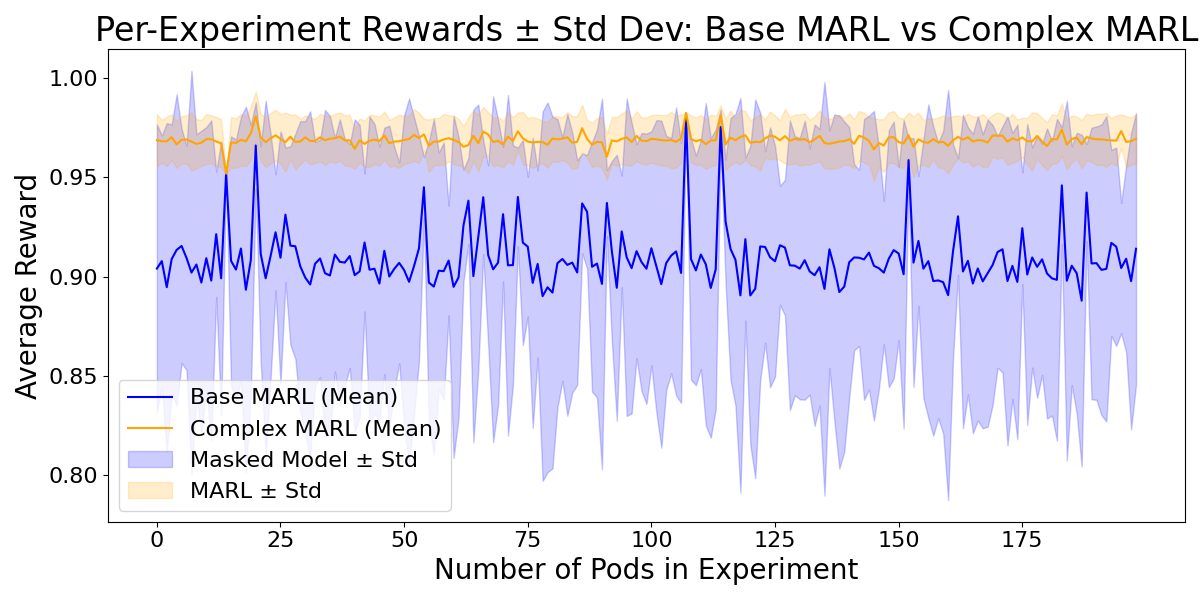 Per-Experiment Rewards ± Std Dev: Base MARL vs Complex MARL
Average Reward
1.00
0.95
0.90
0.85
0.80
Base MARL (Mean)
Complex MARL (Mean)
Masked Model ± Std
MARL ± Std
0 25 50 75 100 125 150 175
Number of Pods in Experiment